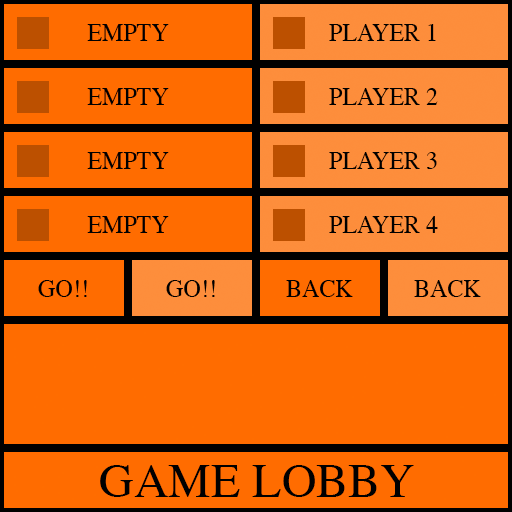 EMPTY PLAYER 1
EMPTY PLAYER 2
EMPTY PLAYER 3
EMPTY PLAYER 4
GO!! GO!! BACK BACK
GAME LOBBY